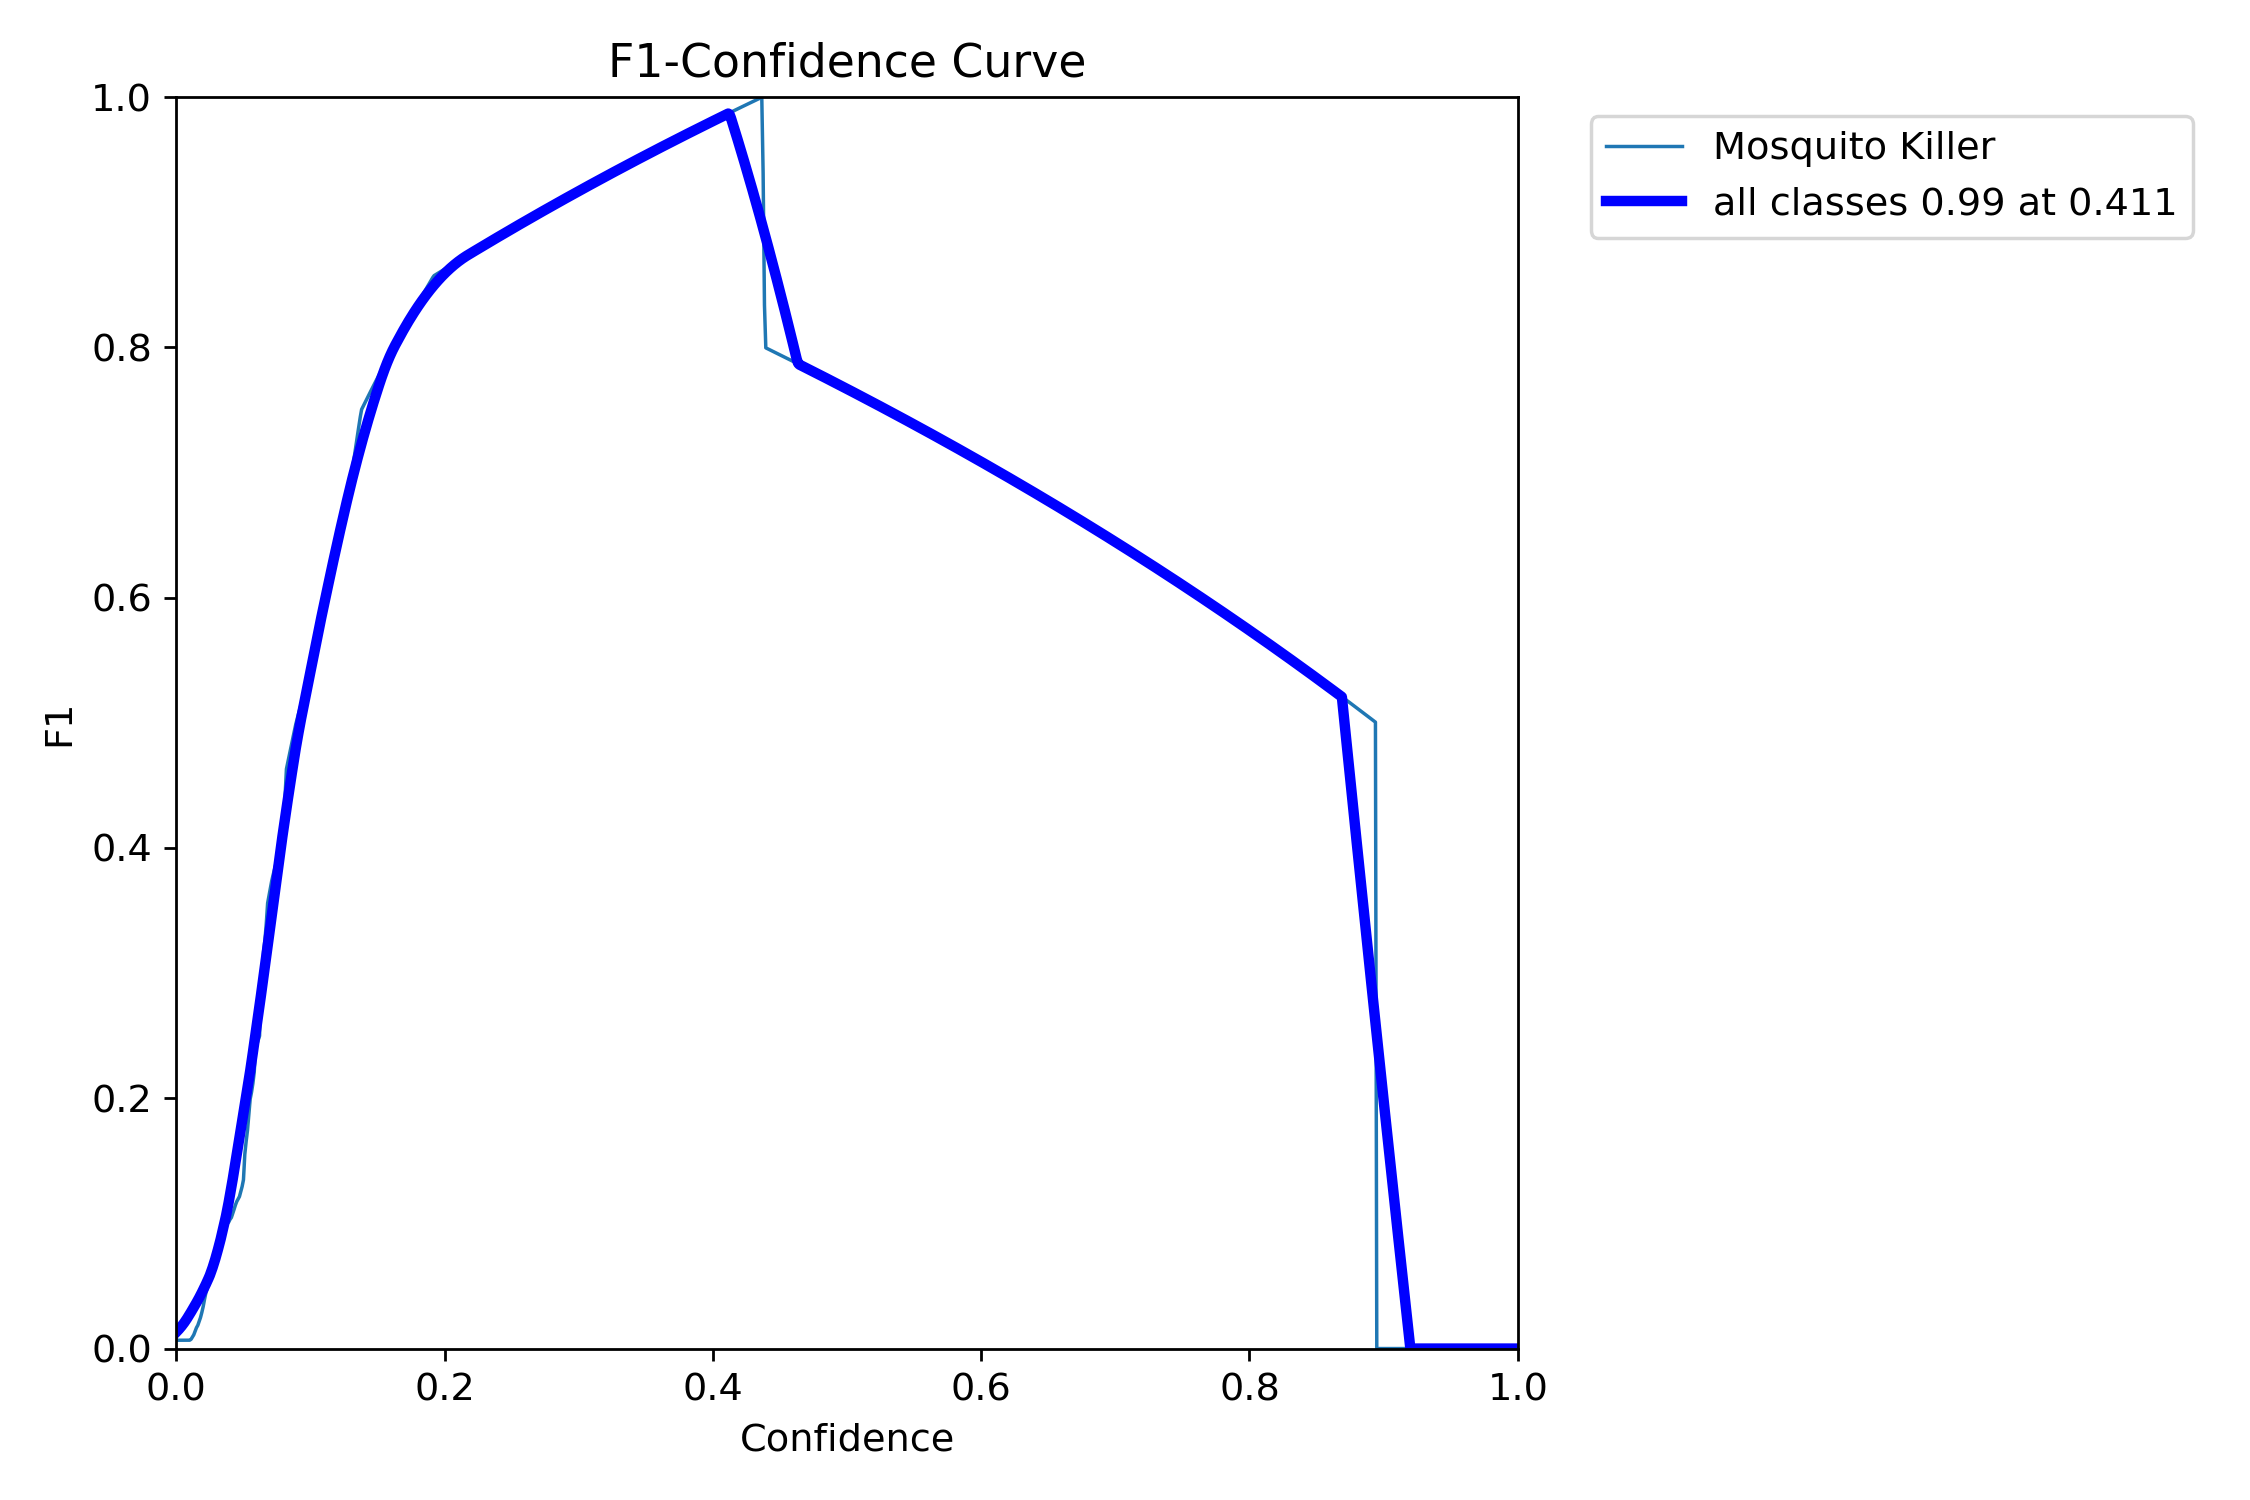 F1-Confidence Curve
Mosquito Killer
all classes 0.99 at 0.411
1.0
0.8
0.6
0.4
0.2
0.0
F1
0.0 0.2 0.4 0.6 0.8 1.0
Confidence